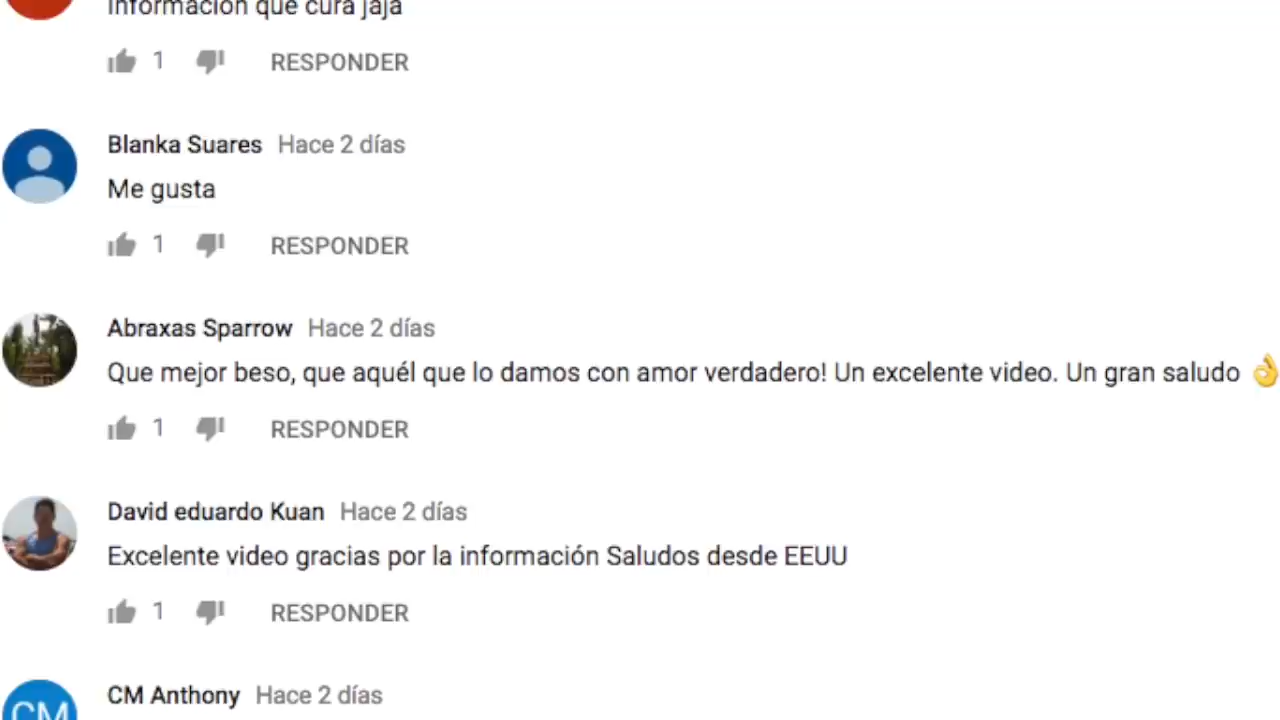 información que cura jaja
1 RESPONDER
Blanka Suares Hace 2 días
Me gusta
1 RESPONDER
Abraxas Sparrow Hace 2 días
Que mejor beso, que aquél que lo damos con amor verdadero! Un excelente video. Un gran saludo 👌
1 RESPONDER
David eduardo Kuan Hace 2 días
Excelente video gracias por la información Saludos desde EEUU
1 RESPONDER
CM Anthony Hace 2 días
CM